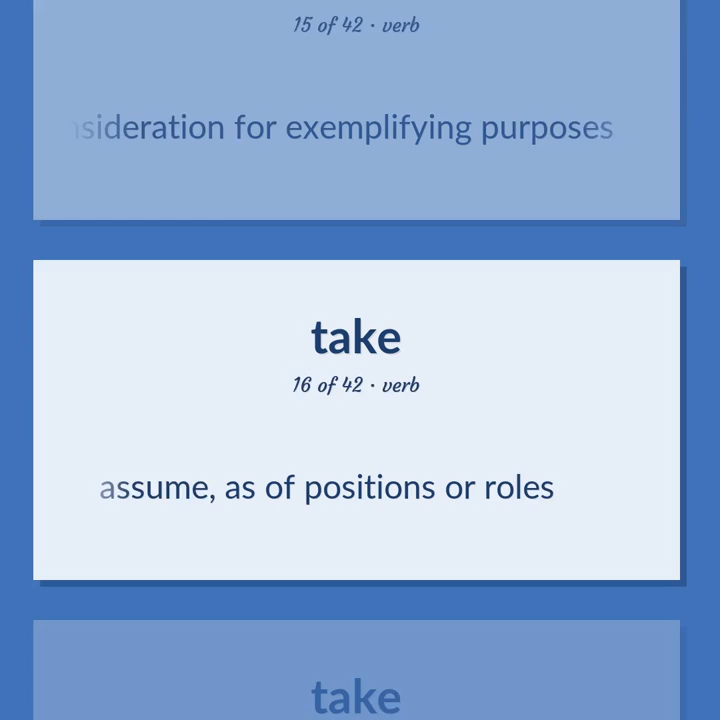 15 of 42 · verb
for exemplifying purposes
take
16 of 42 · verb
assume, as of positions or roles
take